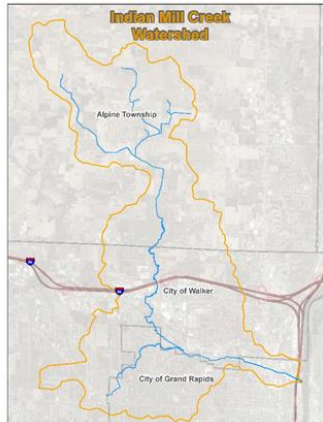 Indian Mill Creek
Watershed
Alpine Township
City of Walker
City of Grand Rapids